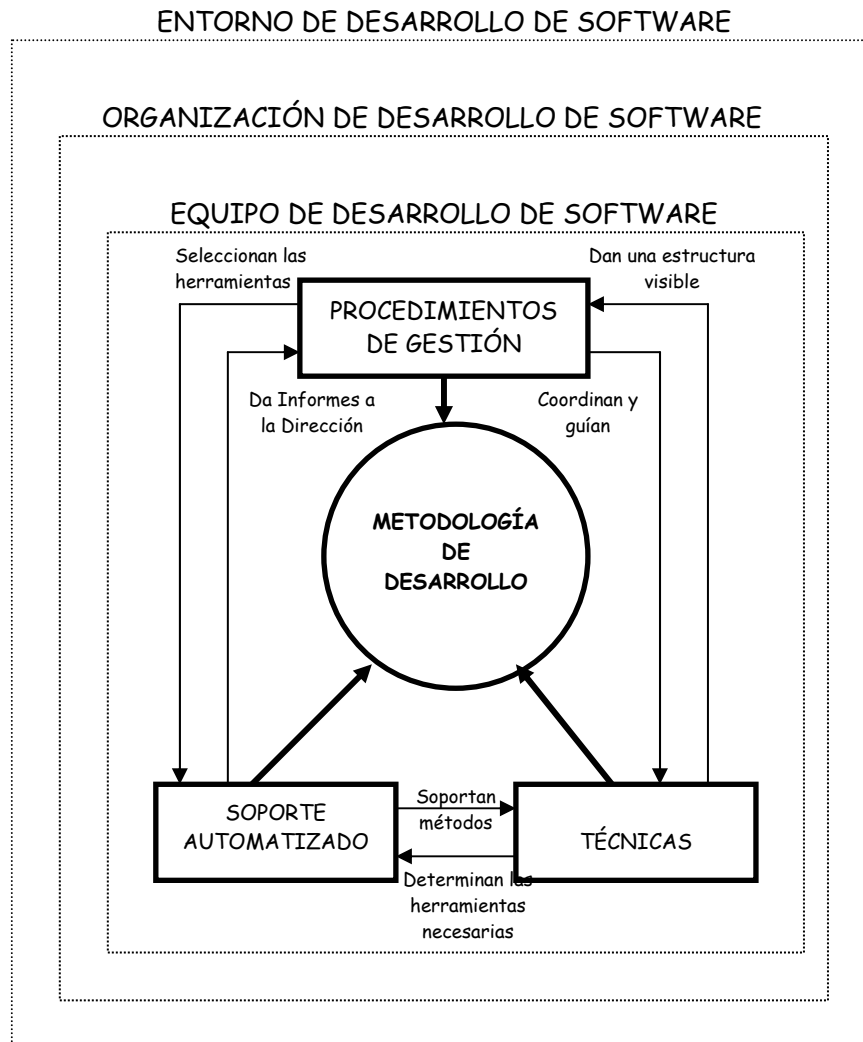 ENTORNO DE DESARROLLO DE SOFTWARE
ORGANIZACIÓN DE DESARROLLO DE SOFTWARE
EQUIPO DE DESARROLLO DE SOFTWARE
Seleccionan las
herramientas
Dan una estructura
visible
PROCEDIMIENTOS
DE GESTIÓN
Da Informes a
la Dirección
Coordinan y
guían
METODOLOGÍA
DE
DESARROLLO
SOPORTE
AUTOMATIZADO
Soportan
métodos
TÉCNICAS
Determinan las
herramientas
necesarias